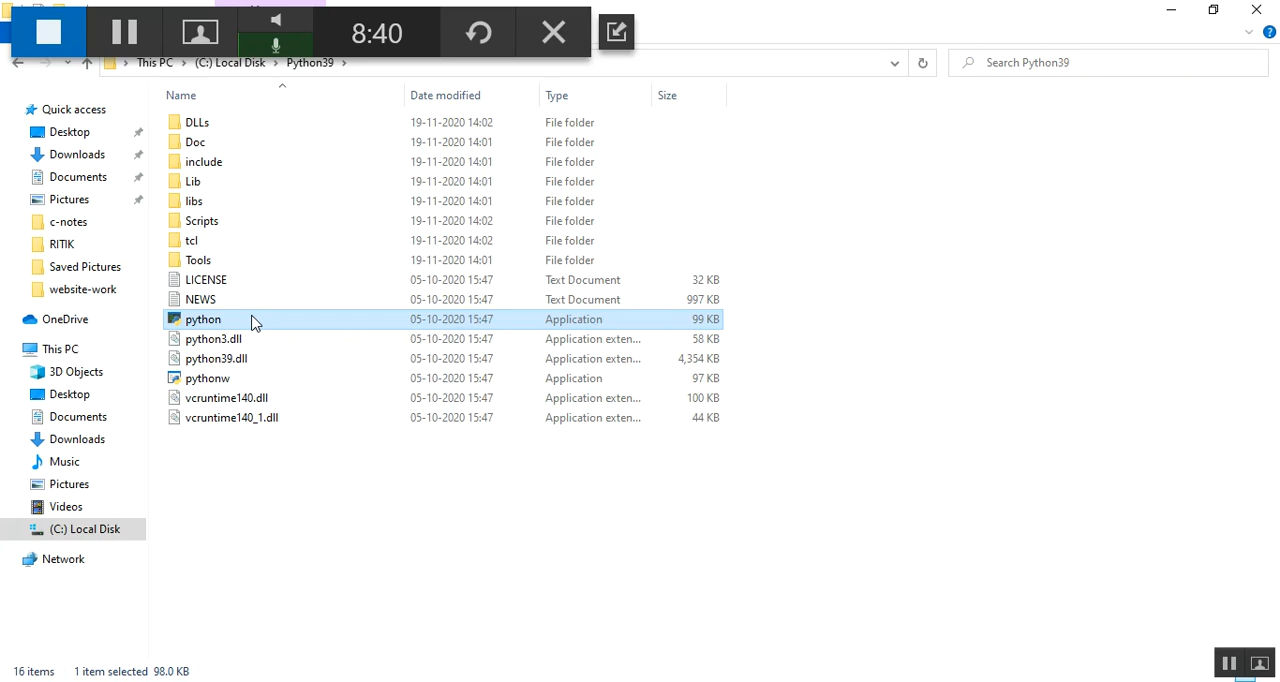 8:40
This PC > (C:) Local Disk > Python39 >
Search Python39
Name Date modified Type Size
Quick access
Desktop
Downloads
Documents
Pictures
c-notes
RITIK
Saved Pictures
website-work
OneDrive
This PC
3D Objects
Desktop
Documents
Downloads
Music
Pictures
Videos
(C:) Local Disk
Network
DLLs 19-11-2020 14:02 File folder
Doc 19-11-2020 14:02 File folder
include 19-11-2020 14:01 File folder
Lib 19-11-2020 14:01 File folder
libs 19-11-2020 14:01 File folder
Scripts 19-11-2020 14:02 File folder
tcl 19-11-2020 14:02 File folder
Tools 19-11-2020 14:01 File folder
LICENSE 05-10-2020 15:47 Text Document 32 KB
NEWS 05-10-2020 15:47 Text Document 997 KB
python 05-10-2020 15:47 Application 99 KB
python3.dll 05-10-2020 15:47 Application exten... 58 KB
python39.dll 05-10-2020 15:47 Application exten... 4,354 KB
pythonw 05-10-2020 15:47 Application 97 KB
vcruntime140.dll 05-10-2020 15:47 Application exten... 100 KB
vcruntime140_1.dll 05-10-2020 15:47 Application exten... 44 KB
16 items 1 item selected 98.0 KB